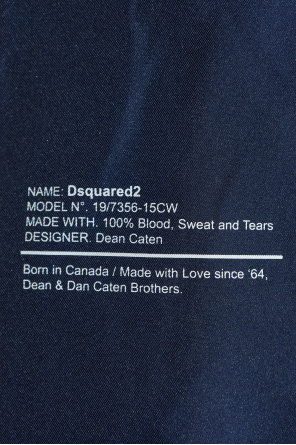 NAME: Dsquared2
MODEL N°. 19/7356-15CW
MADE WITH. 100% Blood, Sweat and Tears
DESIGNER. Dean Caten
Born in Canada / Made with Love since ‘64,
Dean & Dan Caten Brothers.